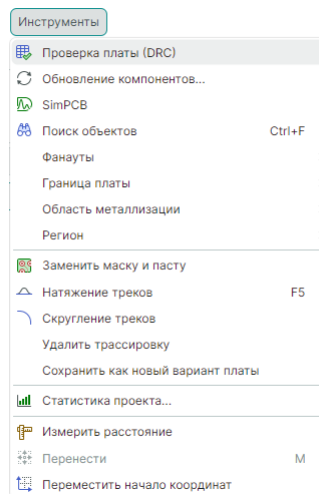 Инструменты
Проверка платы (DRC)
Обновление компонентов...
SimPCB
Поиск объектов Ctrl+F
Фанауты
Граница платы
Область металлизации
Регион
Заменить маску и пасту
Натяжение треков F5
Скругление треков
Удалить трассировку
Сохранить как новый вариант платы
Статистика проекта...
Измерить расстояние
Перенести M
Переместить начало координат